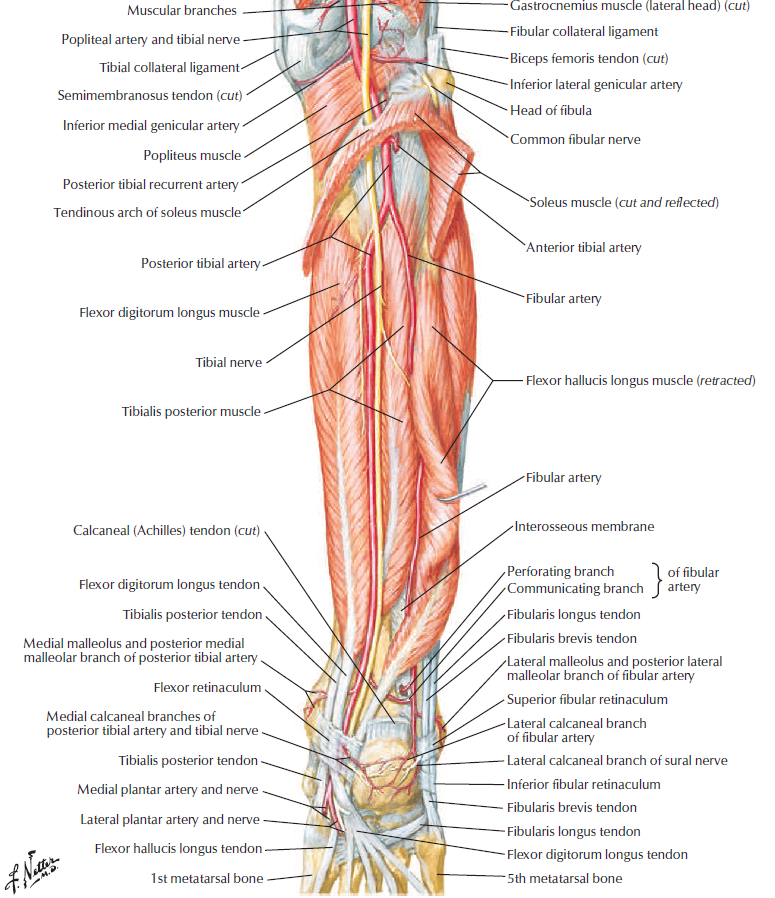 Muscular branches
Popliteal artery and tibial nerve
Tibial collateral ligament
Semimembranosus tendon (cut)
Inferior medial genicular artery
Popliteus muscle
Posterior tibial recurrent artery
Tendinous arch of soleus muscle
Posterior tibial artery
Flexor digitorum longus muscle
Tibial nerve
Tibialis posterior muscle
Calcaneal (Achilles) tendon (cut)
Flexor digitorum longus tendon
Tibialis posterior tendon
Medial malleolus and posterior medial
malleolar branch of posterior tibial artery
Flexor retinaculum
Medial calcaneal branches of
posterior tibial artery and tibial nerve
Tibialis posterior tendon
Medial plantar artery and nerve
Lateral plantar artery and nerve
Flexor hallucis longus tendon
1st metatarsal bone
Gastrocnemius muscle (lateral head) (cut)
Fibular collateral ligament
Biceps femoris tendon (cut)
Inferior lateral genicular artery
Head of fibula
Common fibular nerve
Soleus muscle (cut and reflected)
Anterior tibial artery
Fibular artery
Flexor hallucis longus muscle (retracted)
Fibular artery
Interosseous membrane
Perforating branch
Communicating branch
of fibular
artery
Fibularis longus tendon
Fibularis brevis tendon
Lateral malleolus and posterior lateral
malleolar branch of fibular artery
Superior fibular retinaculum
Lateral calcaneal branch
of fibular artery
Lateral calcaneal branch of sural nerve
Inferior fibular retinaculum
Fibularis brevis tendon
Fibularis longus tendon
Flexor digitorum longus tendon
5th metatarsal bone
F. Netter
M.D.